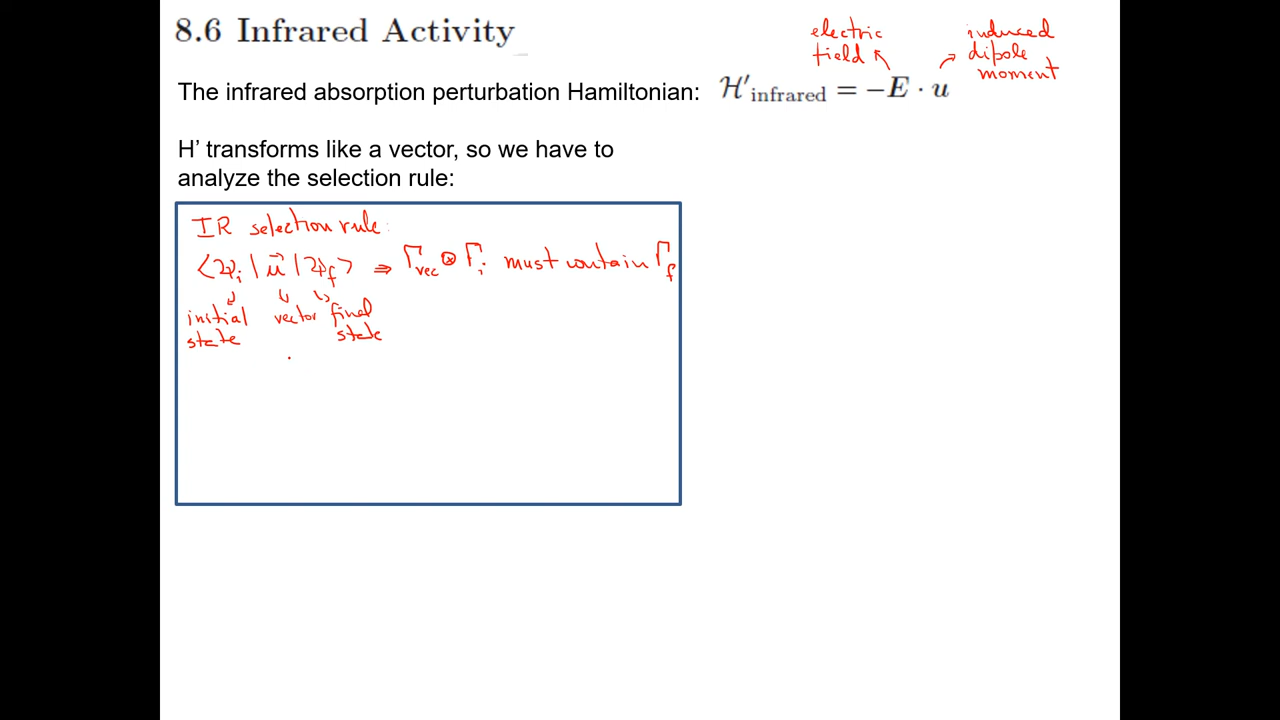 8.6 Infrared Activity
electric field
induced dipole moment
The infrared absorption perturbation Hamiltonian: ℋ′infrared = −E · u
H’ transforms like a vector, so we have to
analyze the selection rule:
IR selection rule:
⟨Ψi | u⃗ | Ψf⟩ ⇒ Γvec ⊗ Γi must contain Γf
initial state
vector
final state